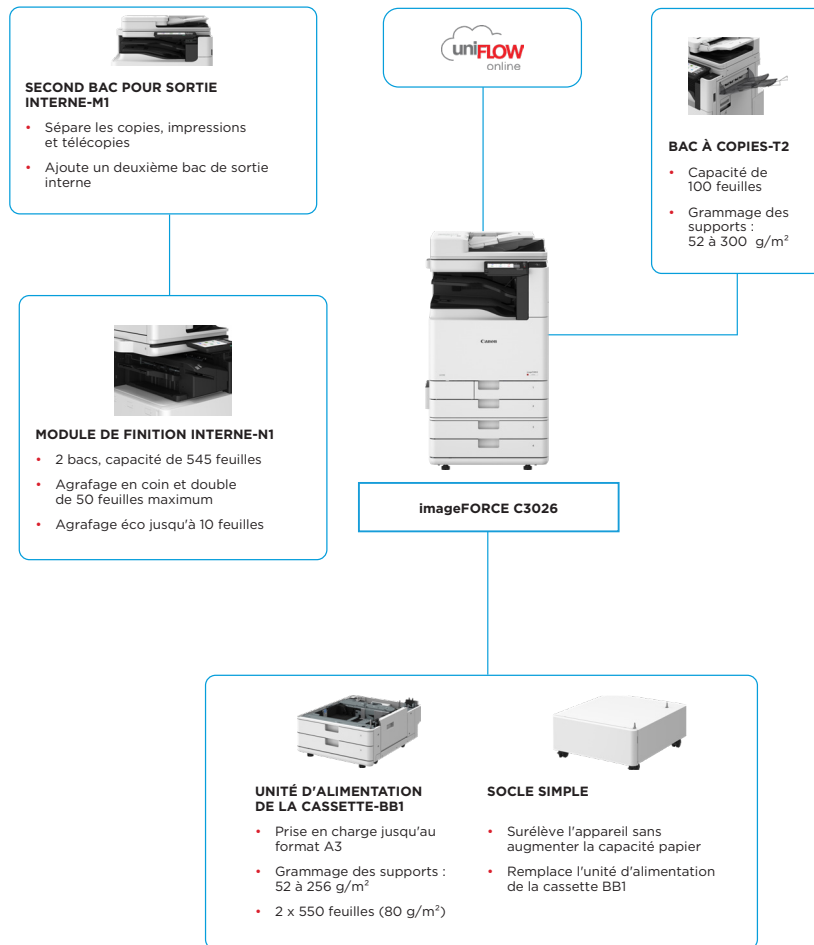 uniFLOW
online
SECOND BAC POUR SORTIE
INTERNE-M1
• Sépare les copies, impressions
et télécopies
• Ajoute un deuxième bac de sortie
interne
BAC À COPIES-T2
• Capacité de
100 feuilles
• Grammage des
supports :
52 à 300 g/m²
Canon
MODULE DE FINITION INTERNE-N1
• 2 bacs, capacité de 545 feuilles
• Agrafage en coin et double
de 50 feuilles maximum
• Agrafage éco jusqu'à 10 feuilles
imageFORCE C3026
UNITÉ D'ALIMENTATION
DE LA CASSETTE-BB1
• Prise en charge jusqu'au
format A3
• Grammage des supports :
52 à 256 g/m²
• 2 x 550 feuilles (80 g/m²)
SOCLE SIMPLE
• Surélève l'appareil sans
augmenter la capacité papier
• Remplace l'unité d'alimentation
de la cassette BB1